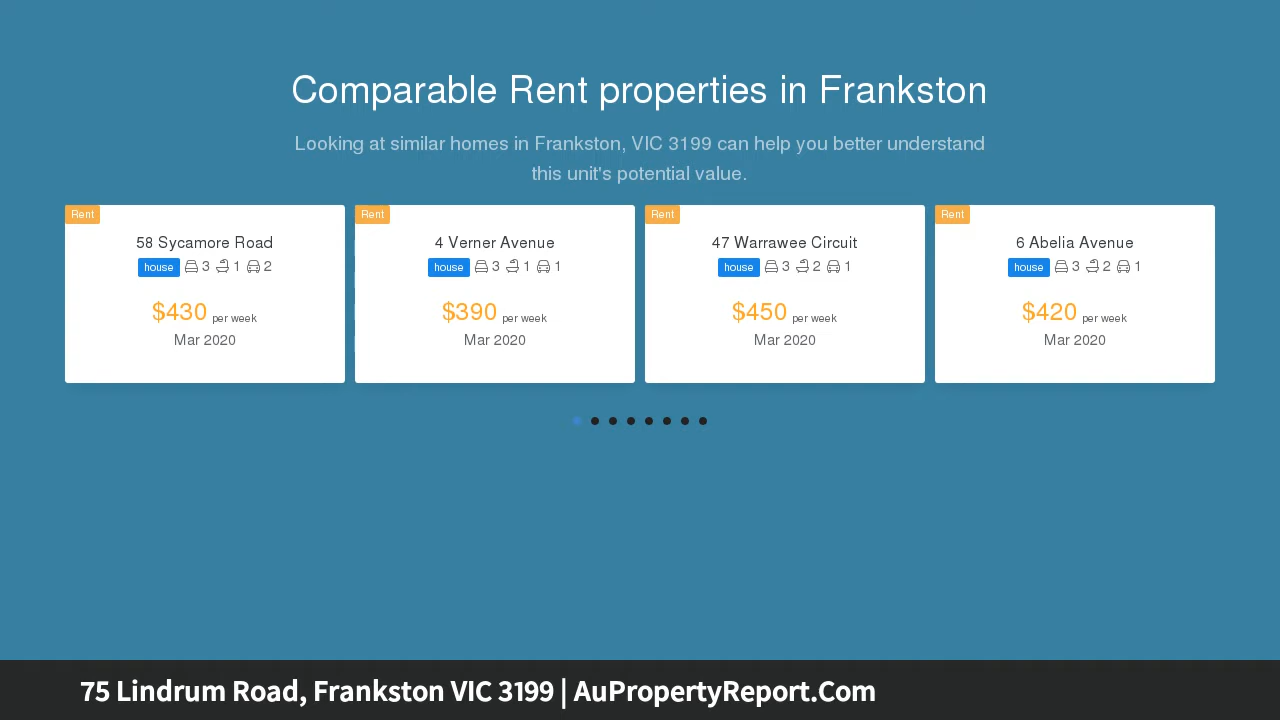 Comparable Rent properties in Frankston
Looking at similar homes in Frankston, VIC 3199 can help you better understand
this unit's potential value.
Rent
58 Sycamore Road
house 3 1 2
$430 per week
Mar 2020
Rent
4 Verner Avenue
house 3 1 1
$390 per week
Mar 2020
Rent
47 Warrawee Circuit
house 3 2 1
$450 per week
Mar 2020
Rent
6 Abelia Avenue
house 3 2 1
$420 per week
Mar 2020
75 Lindrum Road, Frankston VIC 3199 | AuPropertyReport.Com